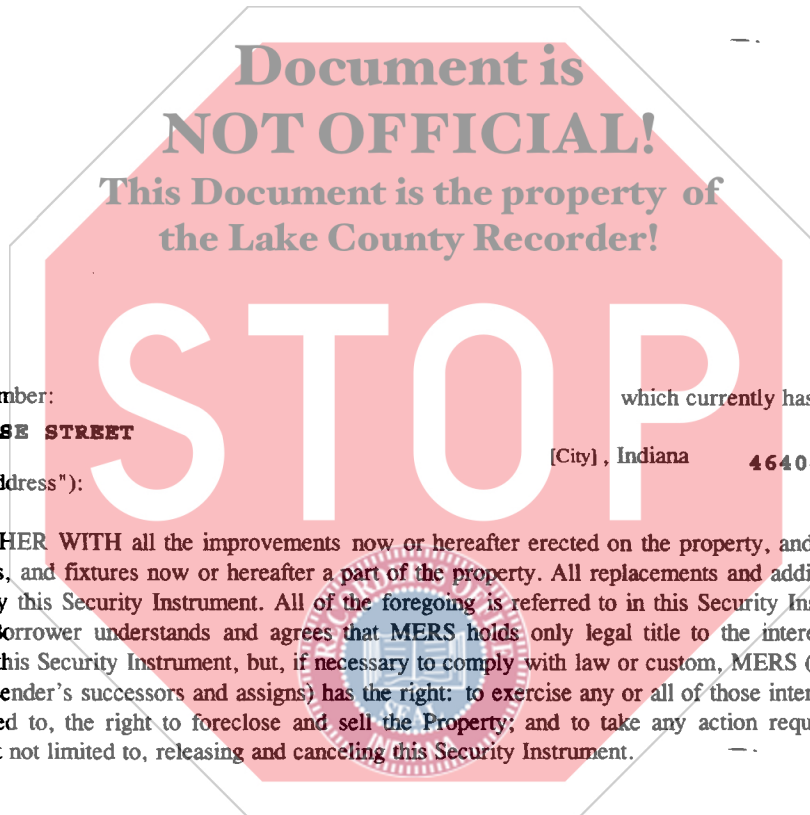 Document is
NOT OFFICIAL!
This Document is the property of
the Lake County Recorder!
STOP
mber: which currently has
SE STREET
[City] , Indiana 4640
ddress"):
HER WITH all the improvements now or hereafter erected on the property, and
s, and fixtures now or hereafter a part of the property. All replacements and addi
y this Security Instrument. All of the foregoing is referred to in this Security Ins
Borrower understands and agrees that MERS holds only legal title to the intere
this Security Instrument, but, if necessary to comply with law or custom, MERS (
ender's successors and assigns) has the right: to exercise any or all of those inter
ed to, the right to foreclose and sell the Property; and to take any action requ
t not limited to, releasing and canceling this Security Instrument.
SEAL
INDIANA